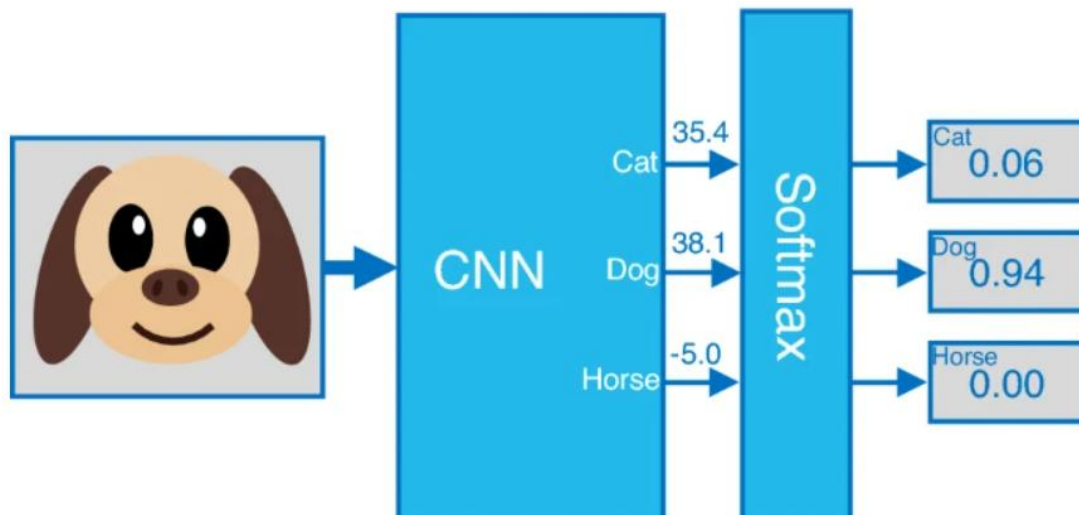 CNN
Cat
Dog
Horse
35.4
38.1
-5.0
Softmax
Cat
0.06
Dog
0.94
Horse
0.00